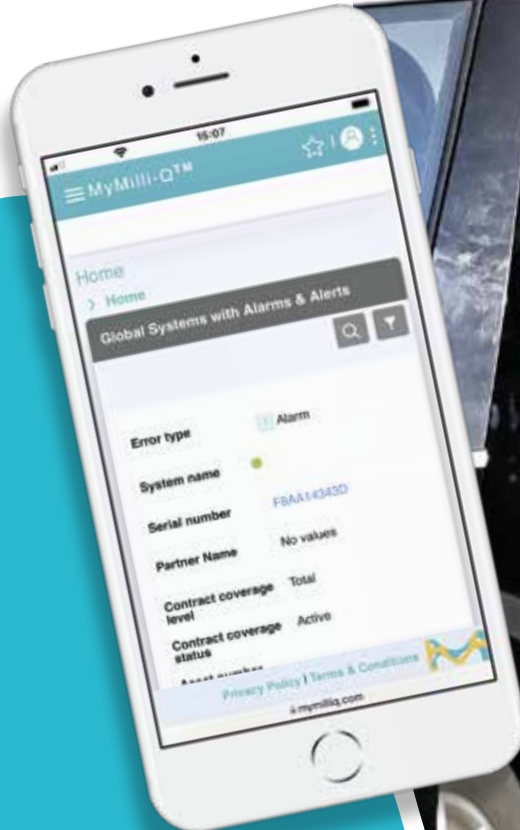 15:07
MyMilli-Q™
Home
> Home
Global Systems with Alarms & Alerts
Error type Alarm
System name
Serial number F8AA14343D
Partner Name No values
Contract coverage level Total
Contract coverage status Active
Privacy Policy | Terms & Conditions
mymilliq.com